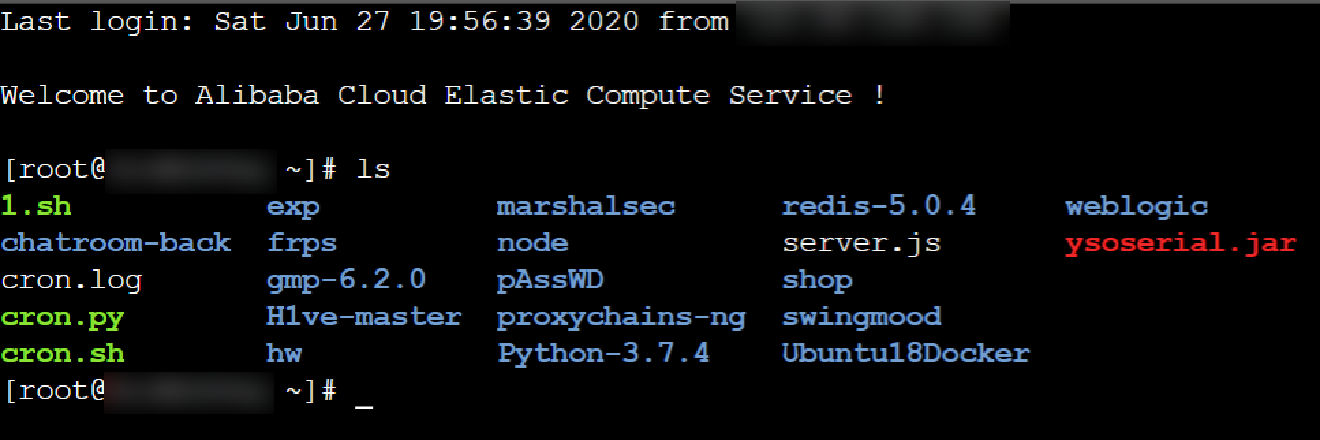 Last login: Sat Jun 27 19:56:39 2020 from
Welcome to Alibaba Cloud Elastic Compute Service !
[root@ ~]# ls
1.sh exp marshalsec redis-5.0.4 weblogic
chatroom-back frps node server.js ysoserial.jar
cron.log gmp-6.2.0 pAssWD shop
cron.py H1ve-master proxychains-ng swingmood
cron.sh hw Python-3.7.4 Ubuntu18Docker
[root@ ~]# _